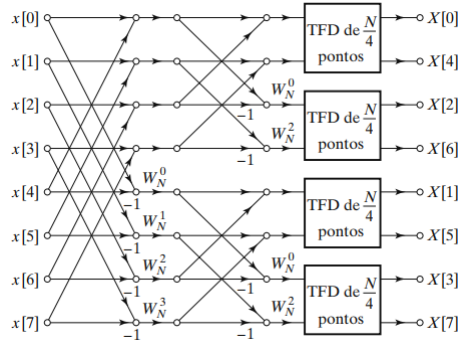 x[0] TFD de N/4 pontos X[0]
x[1] X[4]
W_N^0
x[2] -1 TFD de N/4 pontos X[2]
W_N^2
x[3] -1 X[6]
W_N^0
x[4] -1 TFD de N/4 pontos X[1]
W_N^1
x[5] -1 X[5]
W_N^2 W_N^0
x[6] -1 -1 TFD de N/4 pontos X[3]
W_N^3 W_N^2
x[7] -1 -1 X[7]